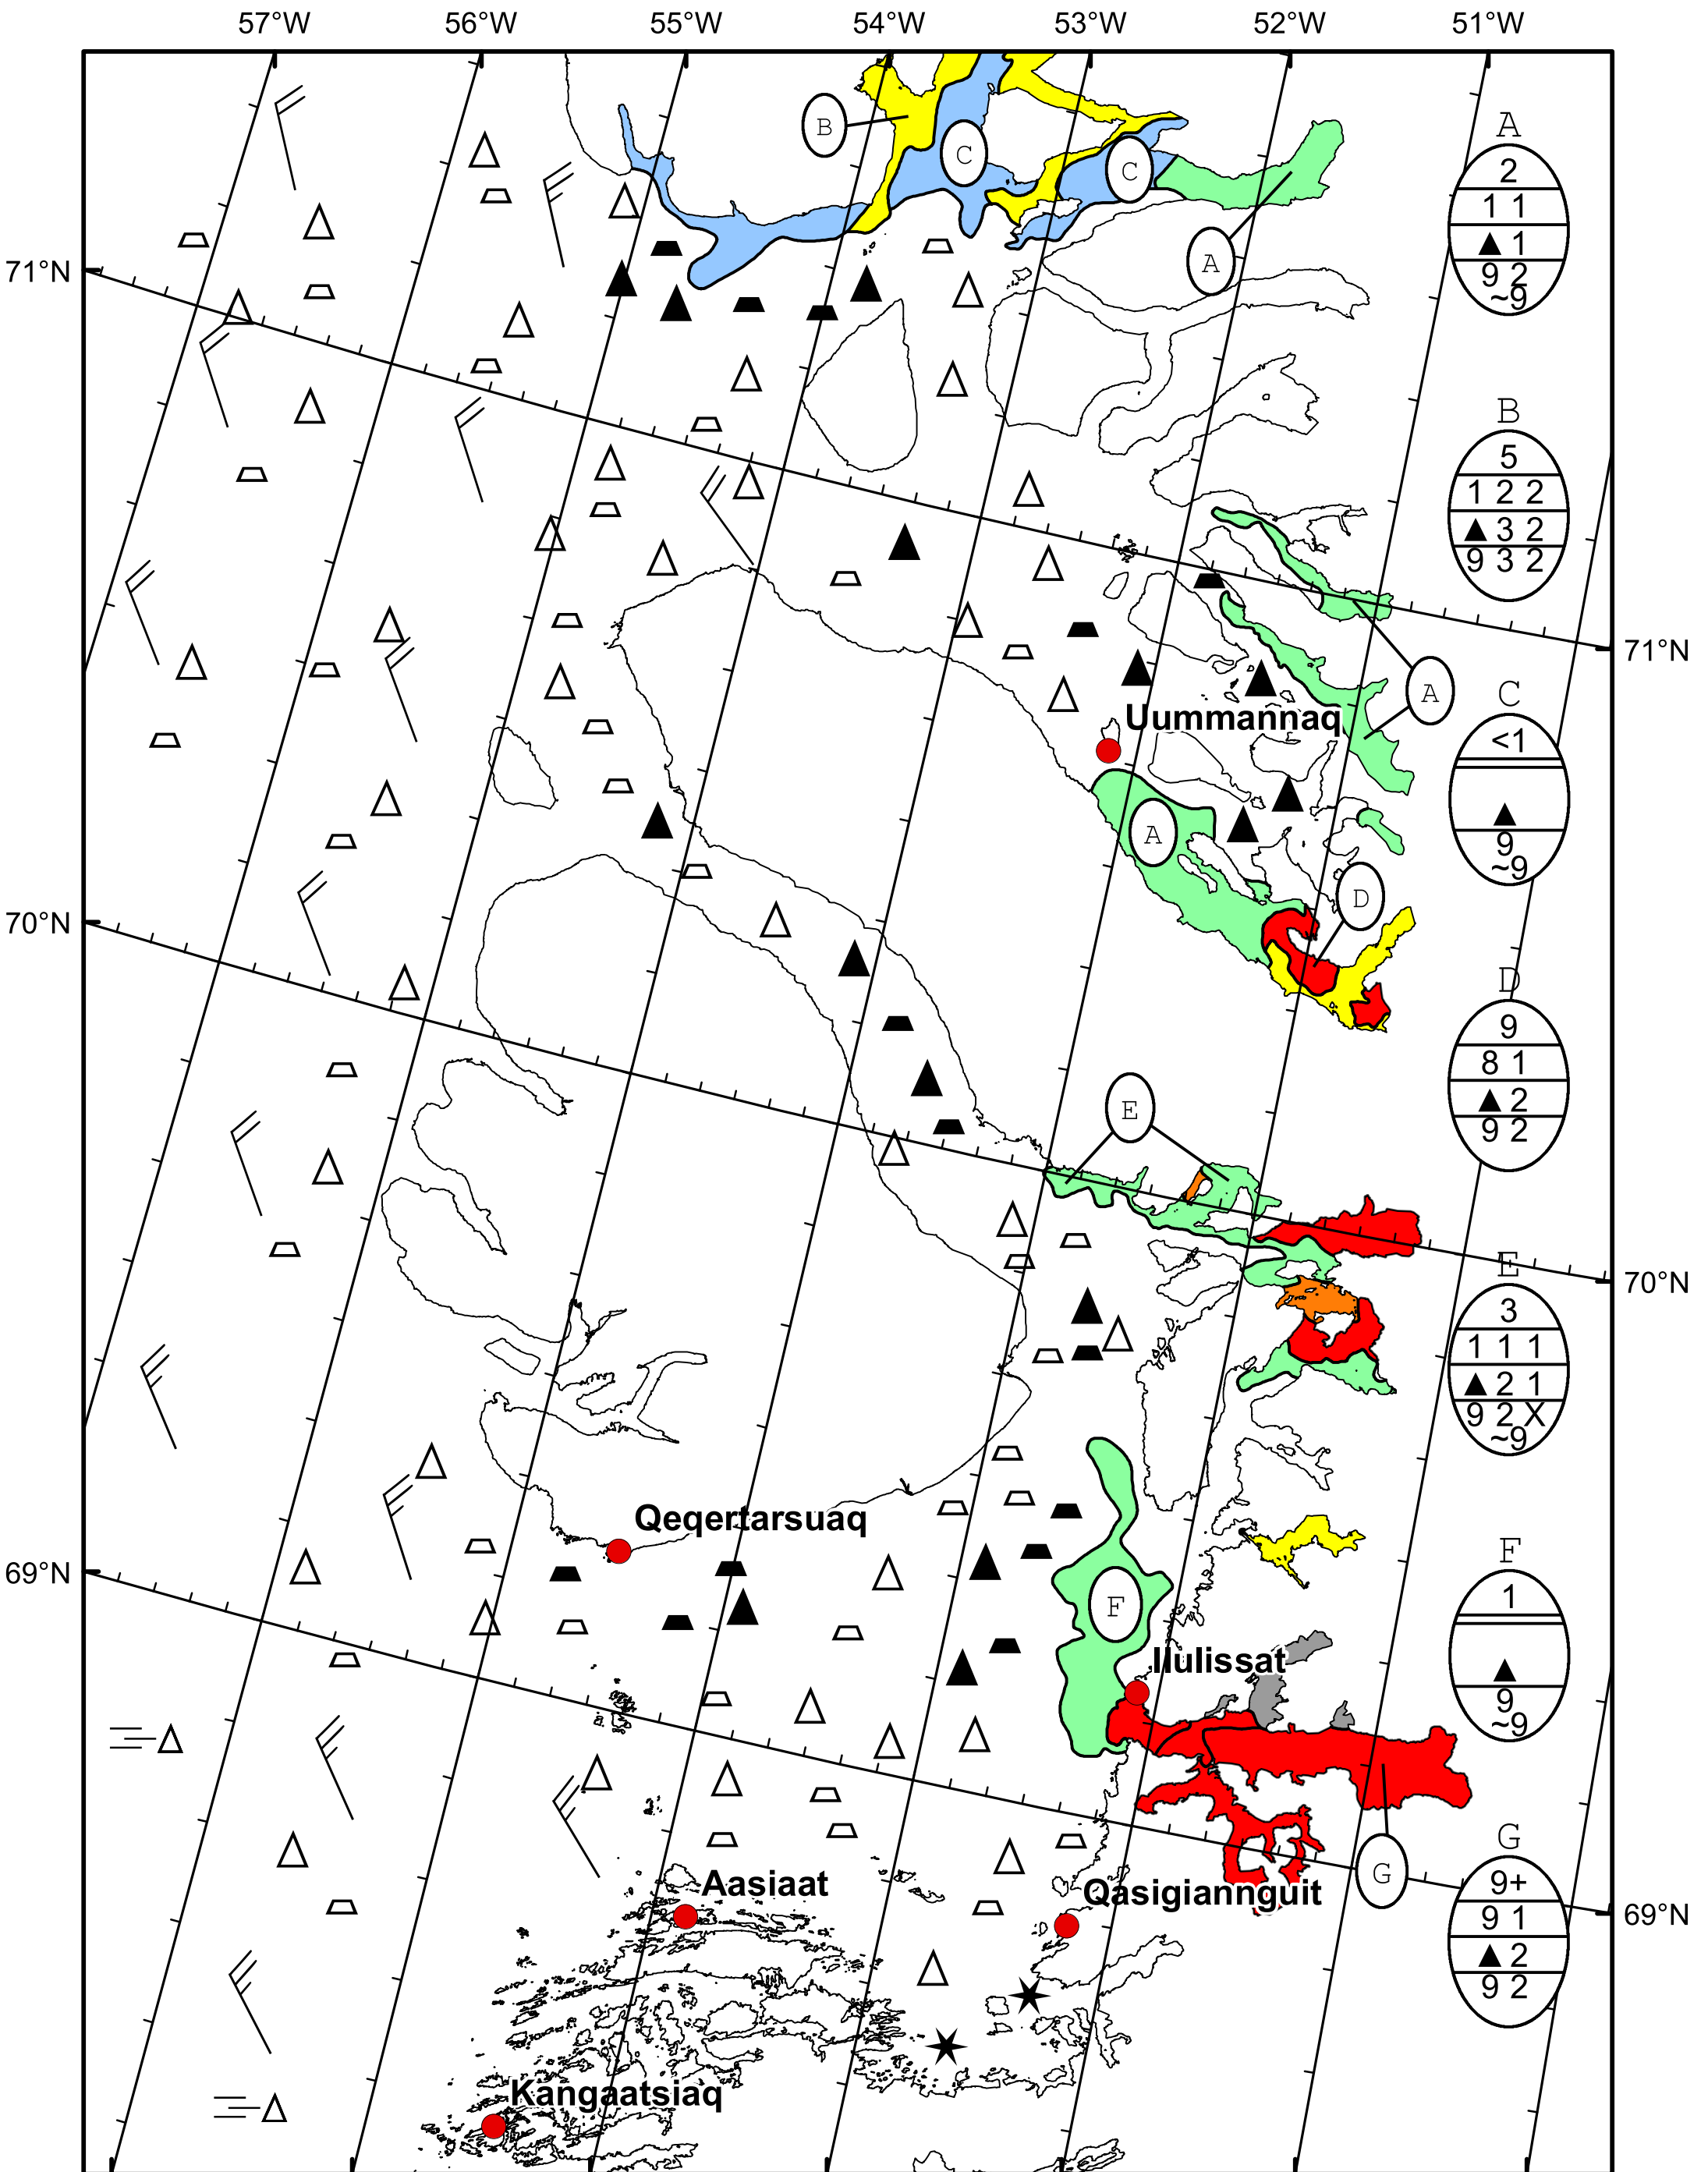 57°W 56°W 55°W 54°W 53°W 52°W 51°W
B
C
C
A
71°N
A
2
1 1
▲ 1
9 2
~9
B
5
1 2 2
▲ 3 2
9 3 2
71°N
A
Uummannaq
C
<1
▲
9
~9
A
D
70°N
D
9
8 1
▲ 2
9 2
E
70°N
E
3
1 1 1
▲ 2 1
9 2 X
~9
Qeqertarsuaq
69°N
F
F
1
▲
9
~9
Ilulissat
G
Aasiaat
Qasigiannguit
69°N
G
9+
9 1
▲ 2
9 2
Kangaatsiaq